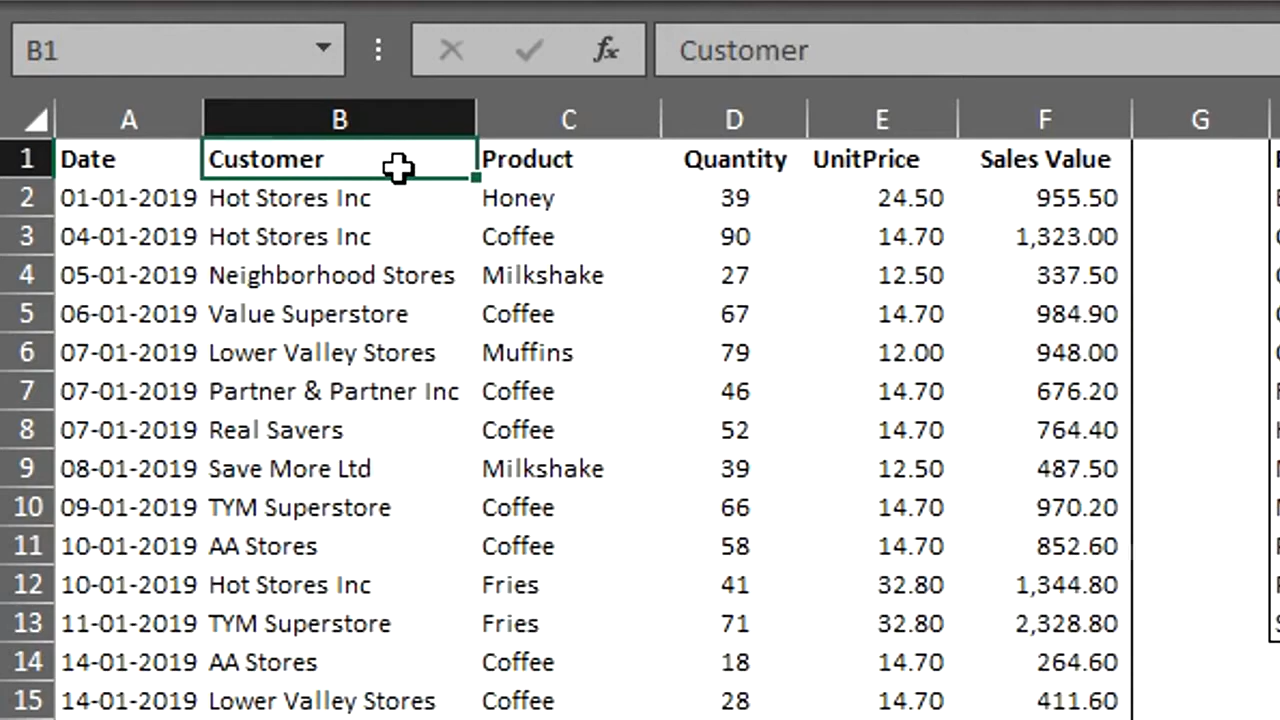 B1 fx Customer
A B C D E F G
1 Date Customer Product Quantity UnitPrice Sales Value
2 01-01-2019 Hot Stores Inc Honey 39 24.50 955.50
3 04-01-2019 Hot Stores Inc Coffee 90 14.70 1,323.00
4 05-01-2019 Neighborhood Stores Milkshake 27 12.50 337.50
5 06-01-2019 Value Superstore Coffee 67 14.70 984.90
6 07-01-2019 Lower Valley Stores Muffins 79 12.00 948.00
7 07-01-2019 Partner & Partner Inc Coffee 46 14.70 676.20
8 07-01-2019 Real Savers Coffee 52 14.70 764.40
9 08-01-2019 Save More Ltd Milkshake 39 12.50 487.50
10 09-01-2019 TYM Superstore Coffee 66 14.70 970.20
11 10-01-2019 AA Stores Coffee 58 14.70 852.60
12 10-01-2019 Hot Stores Inc Fries 41 32.80 1,344.80
13 11-01-2019 TYM Superstore Fries 71 32.80 2,328.80
14 14-01-2019 AA Stores Coffee 18 14.70 264.60
15 14-01-2019 Lower Valley Stores Coffee 28 14.70 411.60